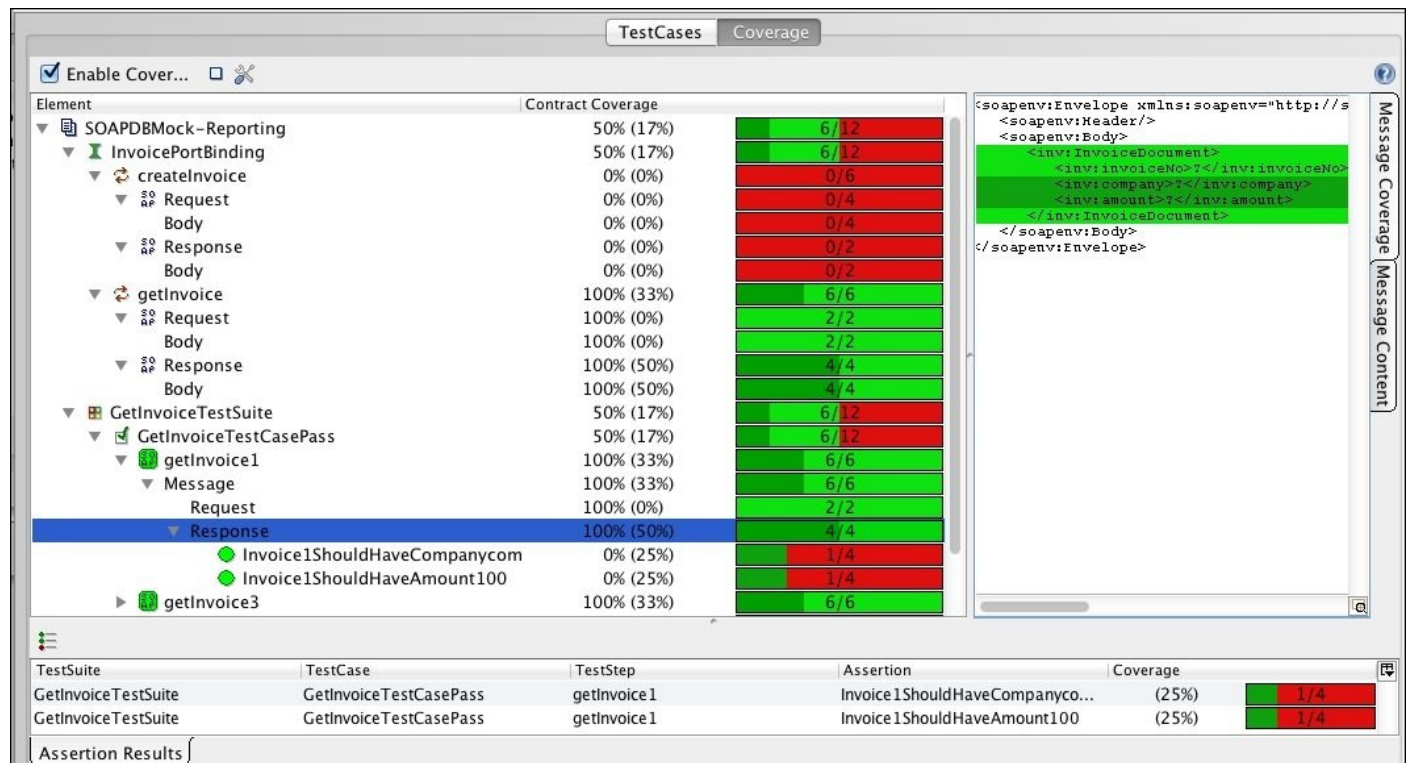 TestCases Coverage
Enable Cover...
Element Contract Coverage
SOAPDBMock-Reporting 50% (17%) 6/12
InvoicePortBinding 50% (17%) 6/12
createInvoice 0% (0%) 0/6
Request 0% (0%) 0/4
Body 0% (0%) 0/4
Response 0% (0%) 0/2
Body 0% (0%) 0/2
getInvoice 100% (33%) 6/6
Request 100% (0%) 2/2
Body 100% (0%) 2/2
Response 100% (50%) 4/4
Body 100% (50%) 4/4
GetInvoiceTestSuite 50% (17%) 6/12
GetInvoiceTestCasePass 50% (17%) 6/12
getInvoice1 100% (33%) 6/6
Message 100% (33%) 6/6
Request 100% (0%) 2/2
Response 100% (50%) 4/4
Invoice1ShouldHaveCompanycom 0% (25%) 1/4
Invoice1ShouldHaveAmount100 0% (25%) 1/4
getInvoice3 100% (33%) 6/6
<soapenv:Envelope xmlns:soapenv="http://s
<soapenv:Header/>
<soapenv:Body>
<inv:InvoiceDocument>
<inv:invoiceNo>?</inv:invoiceNo>
<inv:company>?</inv:company>
<inv:amount>?</inv:amount>
</inv:InvoiceDocument>
</soapenv:Body>
</soapenv:Envelope>
Message Coverage
Message Content
TestSuite TestCase TestStep Assertion Coverage
GetInvoiceTestSuite GetInvoiceTestCasePass getInvoice1 Invoice1ShouldHaveCompanyco... (25%) 1/4
GetInvoiceTestSuite GetInvoiceTestCasePass getInvoice1 Invoice1ShouldHaveAmount100 (25%) 1/4
Assertion Results